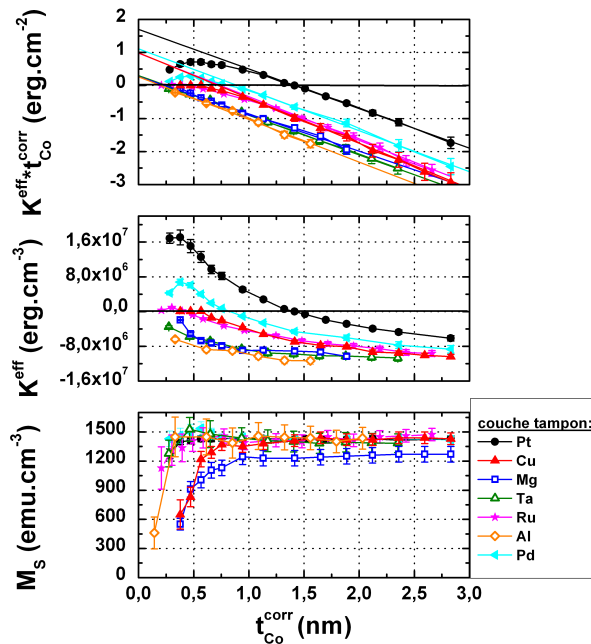 K^eff*t_Co^corr (erg.cm^-2)
2
1
0
-1
-2
-3
K^eff (erg.cm^-3)
1,6x10^7
8,0x10^6
0,0
-8,0x10^6
-1,6x10^7
M_S (emu.cm^-3)
1500
1200
900
600
300
0
0,0 0,5 1,0 1,5 2,0 2,5 3,0
t_Co^corr (nm)
couche tampon:
Pt
Cu
Mg
Ta
Ru
Al
Pd